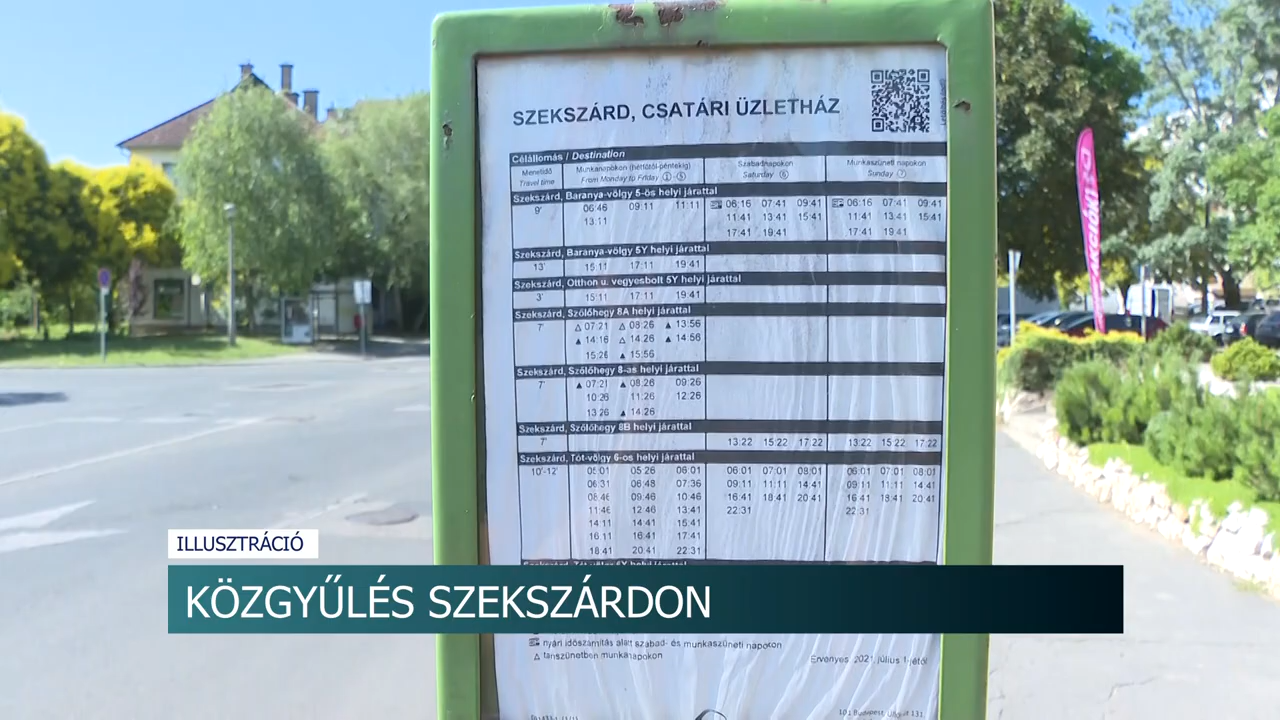 SZEKSZÁRD, CSATÁRI ÜZLETHÁZ
Célállomás / Destination
Menetidő Munkanapokon (hétfőtől-péntekig) Szabadnapokon Munkaszüneti napokon
Travel time From Monday to Friday ①-⑤ Saturday ⑥ Sunday ⑦
Szekszárd, Baranya-völgy 5-ös helyi járattal
9' 06:46 09:11 11:11 06:16 07:41 09:41 06:16 07:41 09:41
13:11 11:41 13:41 15:41 11:41 13:41 15:41
17:41 19:41 17:41 19:41
Szekszárd, Baranya-völgy 5Y helyi járattal
13' 15:11 17:11 19:41
Szekszárd, Otthon u. vegyesbolt 5Y helyi járattal
3' 15:11 17:11 19:41
Szekszárd, Szőlőhegy 8A helyi járattal
7' △ 07:21 △ 08:26 ▲ 13:56
▲ 14:16 △ 14:26 ▲ 14:56
15:26 ▲ 15:56
Szekszárd, Szőlőhegy 8-as helyi járattal
7' ▲ 07:21 ▲ 08:26 09:26
10:26 11:26 12:26
13:26 ▲ 14:26
Szekszárd, Szőlőhegy 8B helyi járattal
7' 13:22 15:22 17:22 13:22 15:22 17:22
Szekszárd, Tót-völgy 6-os helyi járattal
10'-12' 05:01 05:26 06:01 06:01 07:01 08:01 06:01 07:01 08:01
06:31 06:48 07:36 09:11 11:11 14:41 09:11 11:11 14:41
08:46 09:46 10:46 16:41 18:41 20:41 16:41 18:41 20:41
11:46 12:46 13:41 22:31 22:31
14:11 14:41 15:41
16:11 16:41 17:41
18:41 20:41 22:31
ILLUSZTRÁCIÓ
KÖZGYŰLÉS SZEKSZÁRDON
nyári időszámítás alatt szabad- és munkaszüneti napokon
△ tanszünetben munkanapokon Érvényes: 2021. július 1-jétől